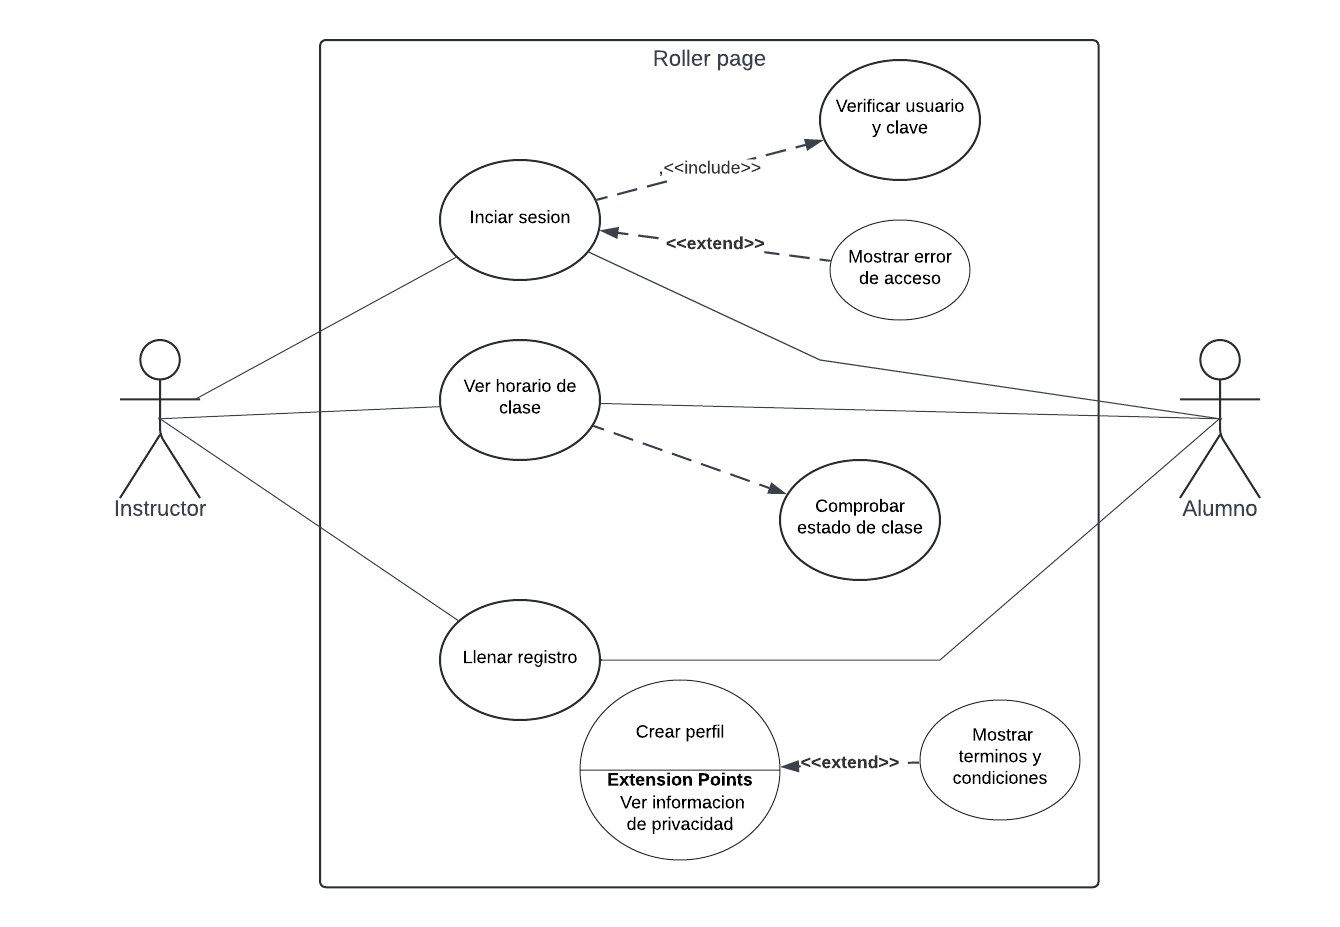 Roller page
Verificar usuario
y clave
,<<include>>
Inciar sesion
<<extend>>
Mostrar error
de acceso
Ver horario de
clase
Instructor
Alumno
Comprobar
estado de clase
Llenar registro
Crear perfil
Extension Points
Ver informacion
de privacidad
<<extend>>
Mostrar
terminos y
condiciones